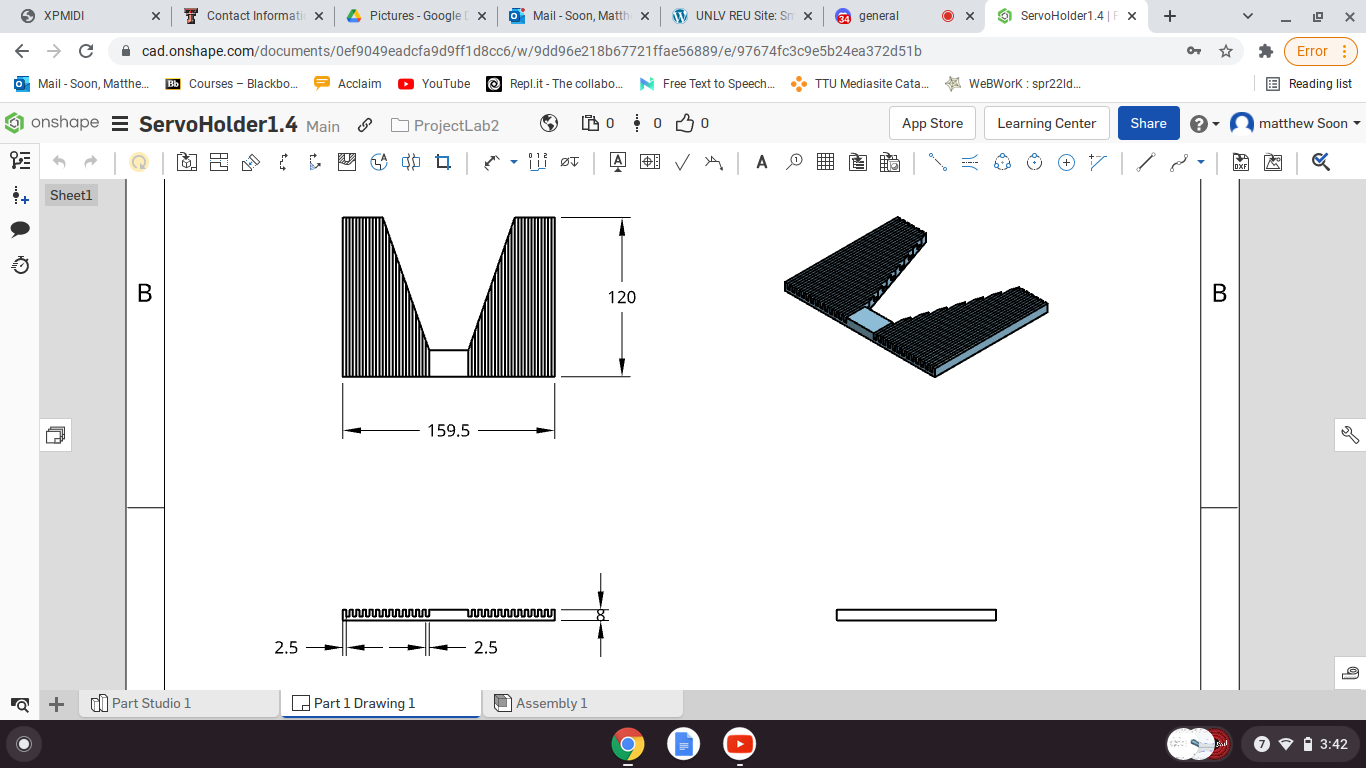 XPMIDI
Contact Informati
Pictures - Google D
Mail - Soon, Matth
UNLV REU Site: Sm
34
general
ServoHolder1.4 | P
cad.onshape.com/documents/0ef9049eadcfa9d9ff1d8cc6/w/9dd96e218b67721ffae56889/e/97674fc3c9e5b24ea372d51b
Error
Mail - Soon, Matthe...
Bb
Courses – Blackbo...
Acclaim
YouTube
Repl.it - The collabo...
Free Text to Speech...
TTU Mediasite Cata...
WeBWorK : spr22ld...
Reading list
onshape
ServoHolder1.4
Main
ProjectLab2
0
0
0
App Store
Learning Center
Share
matthew Soon
Sheet1
B
B
120
159.5
8
2.5
2.5
Part Studio 1
Part 1 Drawing 1
Assembly 1
7
3:42